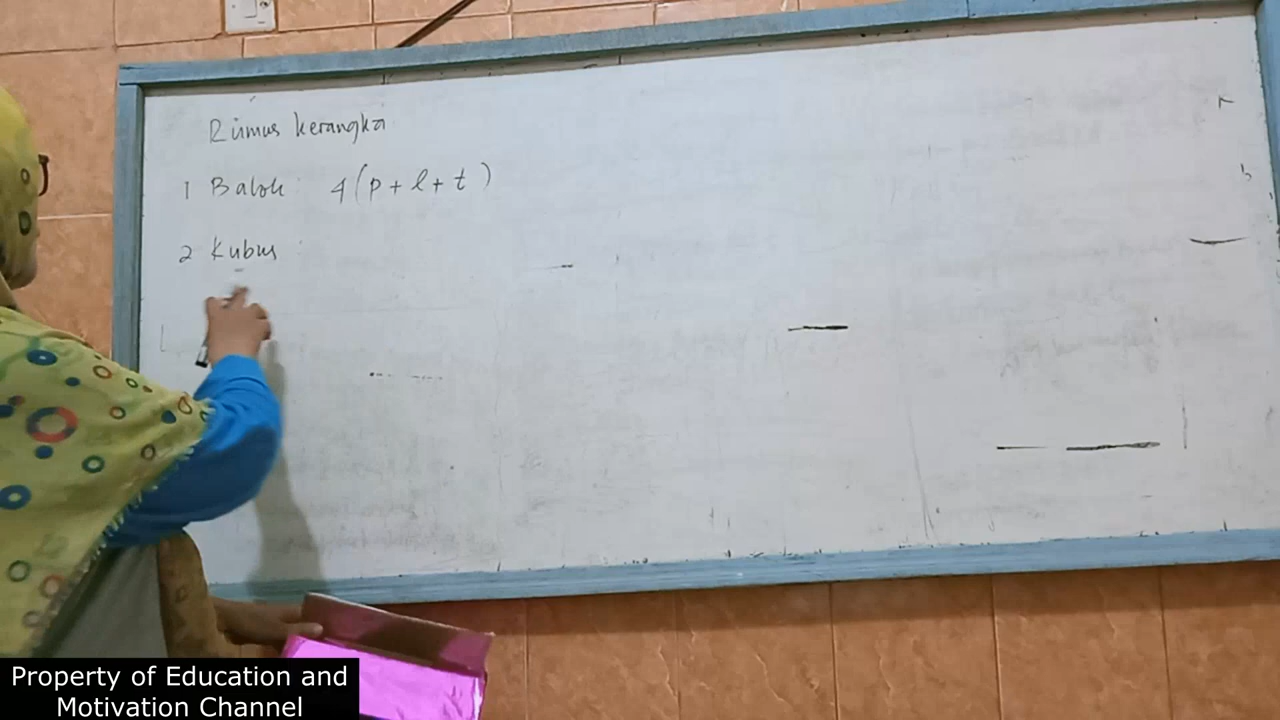 Rumus kerangka
1 Balok : 4(p+l+t)
2 Kubus :
Property of Education and
Motivation Channel